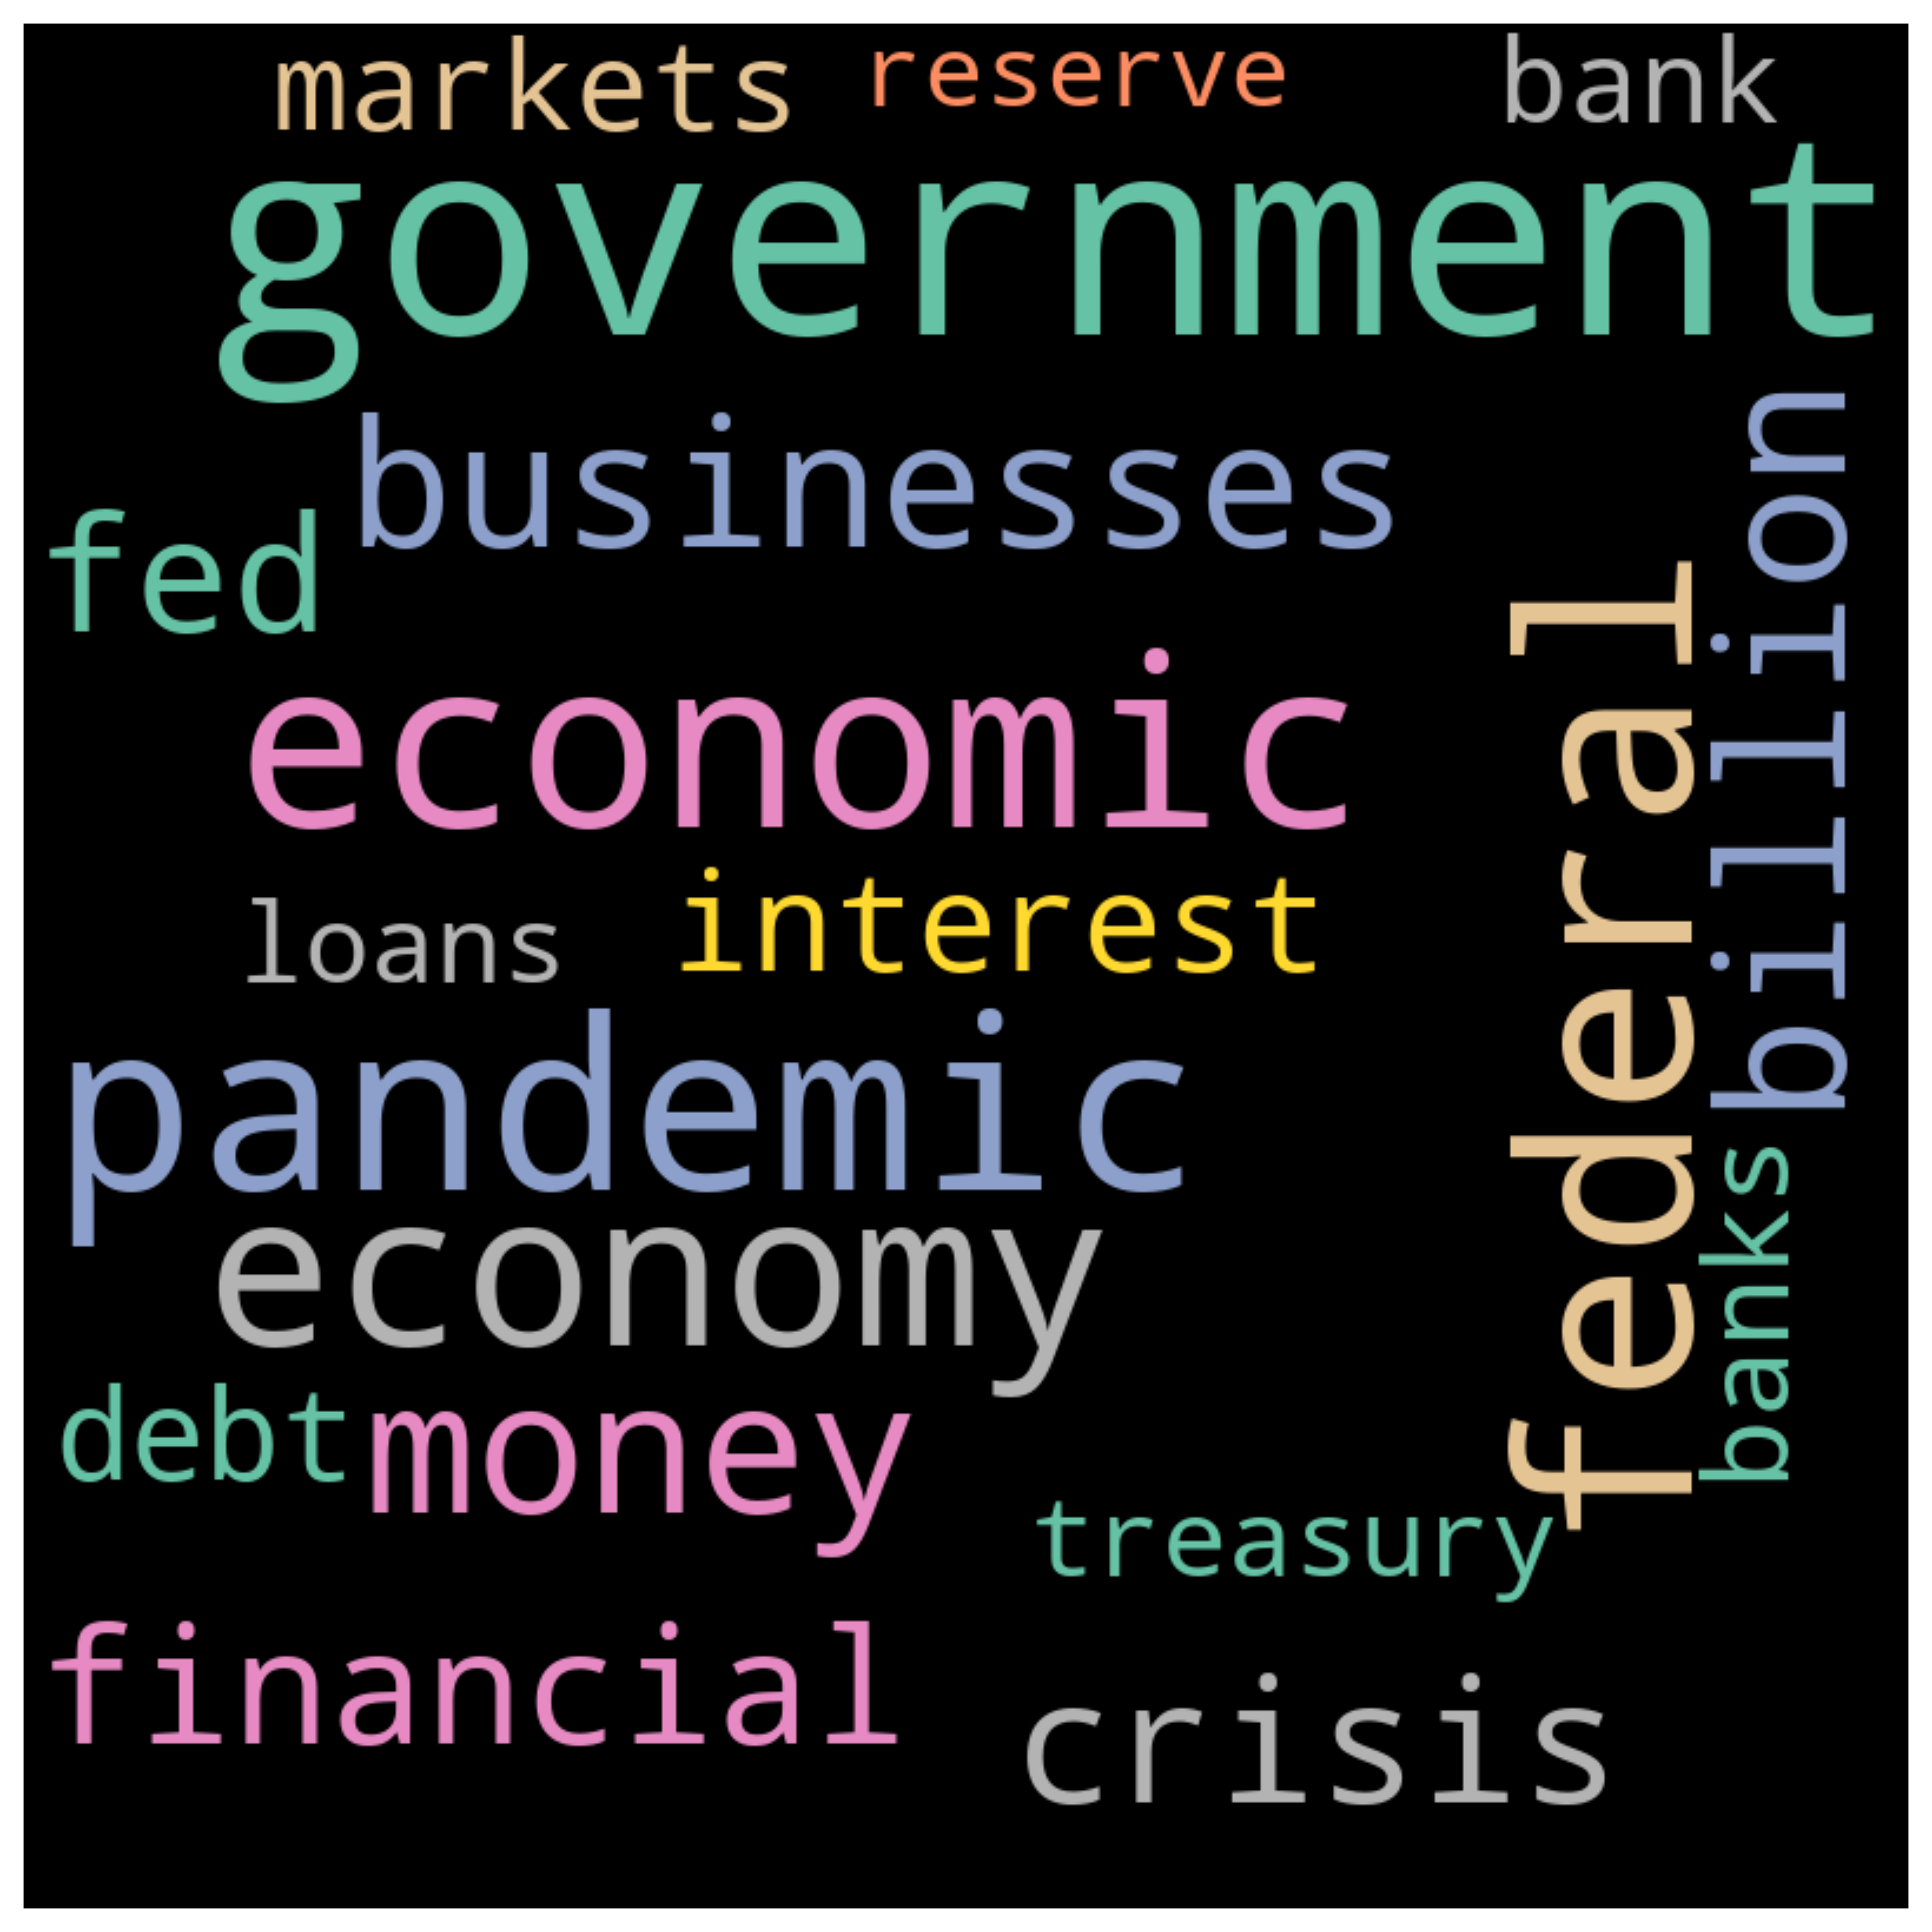 markets reserve bank
government
businesses
fed
economic
loans interest
pandemic
economy
debt money
treasury
financial
crisis
federal
billion
banks